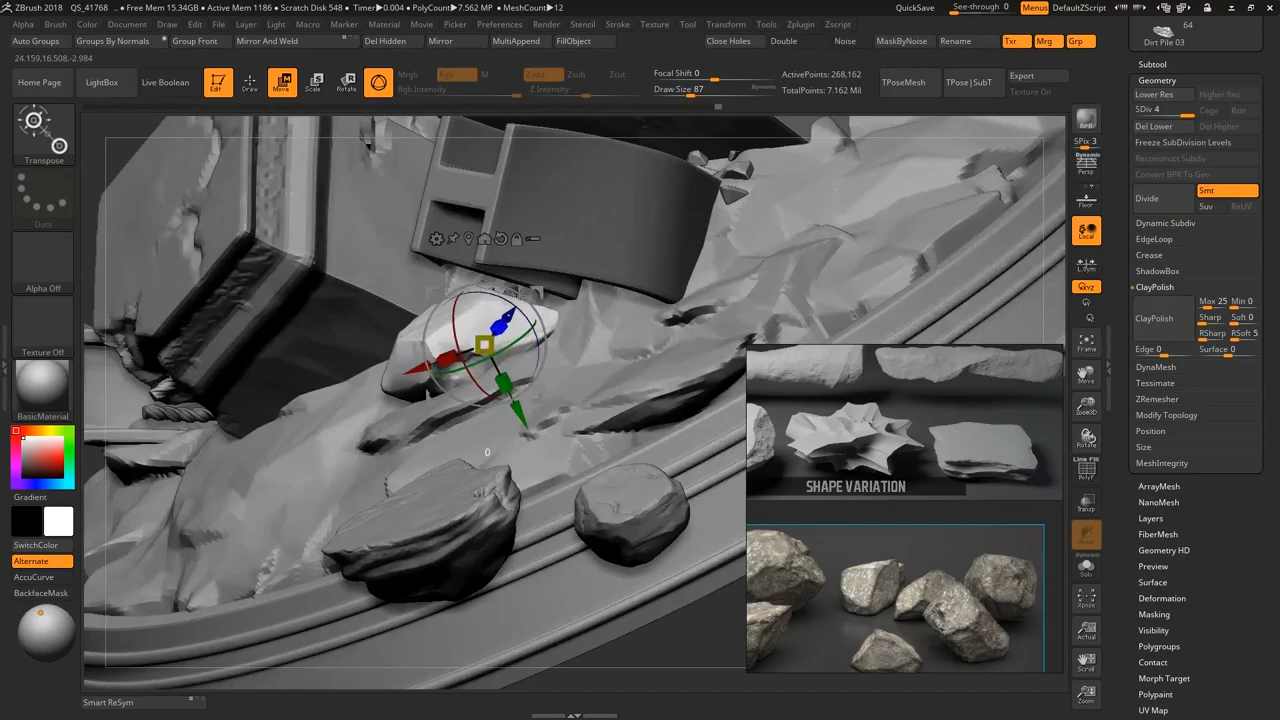 ZBrush 2018 QS_41768 .. • Free Mem 15.34GB • Active Mem 1186 • Scratch Disk 548 • Timer▶0.004 • PolyCount▶7.562 MP • MeshCount▶12
QuickSave See-through 0 Menus DefaultZScript
Alpha Brush Color Document Draw Edit File Layer Light Macro Marker Material Movie Picker Preferences Render Stencil Stroke Texture Tool Transform Tools Zplugin Zscript
Auto Groups Groups By Normals Group Front Mirror And Weld Del Hidden Mirror MultiAppend FillObject Close Holes Double Noise MaskByNoise Rename Txr Mrg Grp
24.159,16.508,-2.984
Home Page LightBox Live Boolean Edit Draw Move Scale Rotate
Mrgb Rgb M Zadd Zsub Zcut
Rgb Intensity Z Intensity
Focal Shift 0
Draw Size 87 Dynamic
ActivePoints: 268,162
TotalPoints: 7.162 Mil
TPoseMesh TPose|SubT
Export
Texture On
Transpose
Dots
Alpha Off
Texture Off
BasicMaterial
Gradient
SwitchColor
Alternate
AccuCurve
BackfaceMask
0
SHAPE VARIATION
Smart ReSym
BPR
SPix 3
Dynamic
Persp
Floor
Local
L.Sym
XYZ
Frame
Move
Zoom3D
Rotate
Line Fill
PolyF
Transp
Ghost
Dynamic
Solo
Xpose
Actual
Scroll
Zoom
64
Dirt Pile 03
Subtool
Geometry
Lower Res Higher Res
SDiv 4 Cage Rstr
Del Lower Del Higher
Freeze SubDivision Levels
Reconstruct Subdiv
Convert BPR To Geo
Divide Smt
Suv ReUV
Dynamic Subdiv
EdgeLoop
Crease
ShadowBox
ClayPolish
ClayPolish Max 25 Min 0
Sharp Soft 0
RSharp RSoft 5
Edge 0 Surface 0
DynaMesh
Tessimate
ZRemesher
Modify Topology
Position
Size
MeshIntegrity
ArrayMesh
NanoMesh
Layers
FiberMesh
Geometry HD
Preview
Surface
Deformation
Masking
Visibility
Polygroups
Contact
Morph Target
Polypaint
UV Map